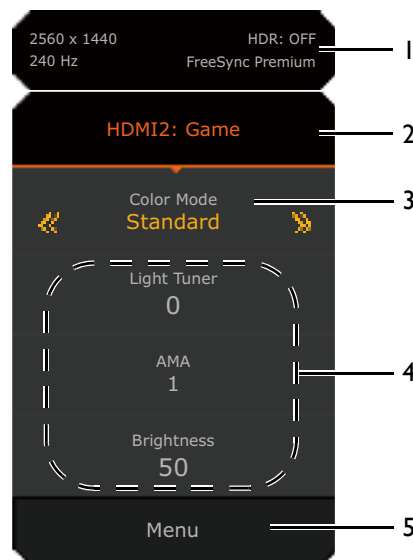 2560 x 1440 HDR: OFF
240 Hz FreeSync Premium
1
HDMI2: Game
2
Color Mode
3
Standard
Light Tuner
0
AMA
1
4
Brightness
50
Menu
5